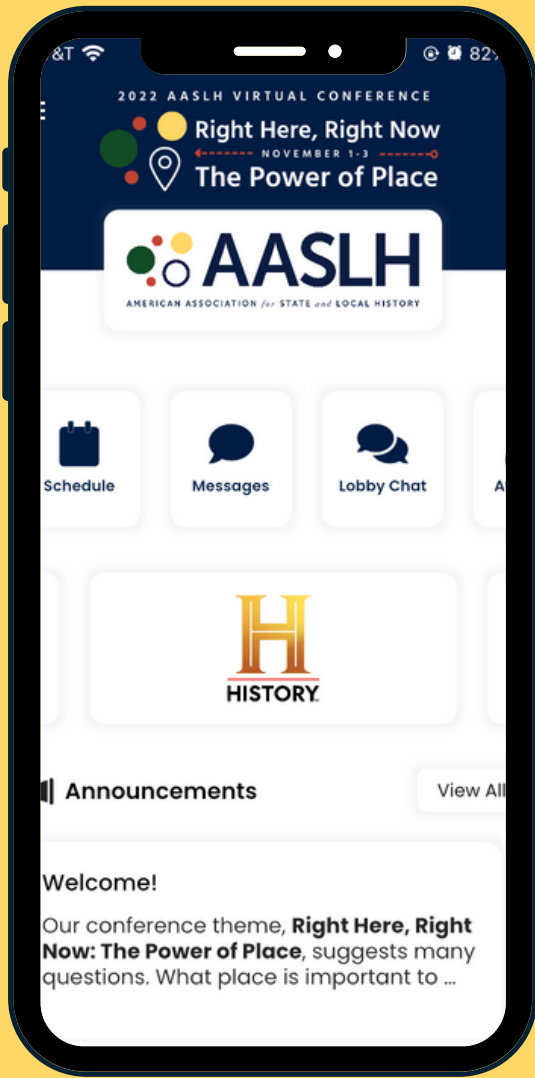 &T 82%
2022 AASLH VIRTUAL CONFERENCE
Right Here, Right Now
NOVEMBER 1-3
The Power of Place
AASLH
AMERICAN ASSOCIATION for STATE and LOCAL HISTORY
Schedule Messages Lobby Chat
H
HISTORY
Announcements View All
Welcome!
Our conference theme, Right Here, Right
Now: The Power of Place, suggests many
questions. What place is important to ...